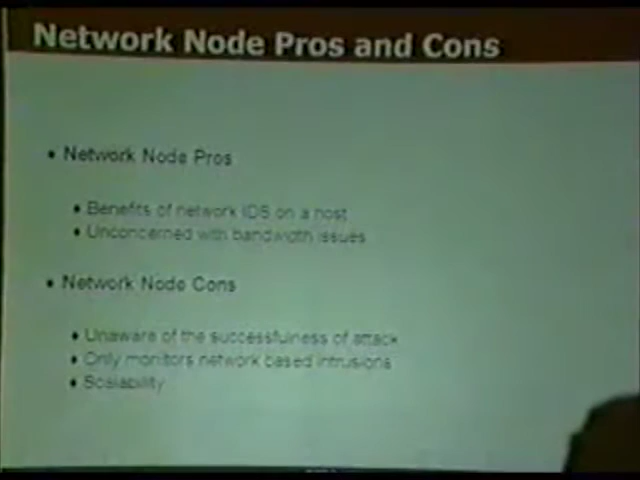 Network Node Pros and Cons
• Network Node Pros
♦ Benefits of network IDS on a host
♦ Unconcerned with bandwidth issues
• Network Node Cons
♦ Unaware of the successfulness of attack
♦ Only monitors network based intrusions
♦ Scalability